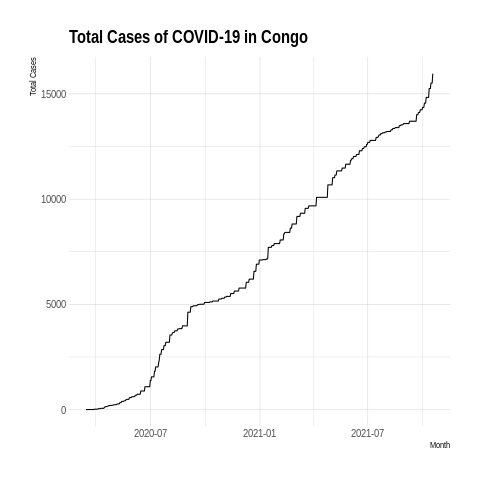 Total Cases of COVID-19 in Congo
Total Cases
15000
10000
5000
0
2020-07
2021-01
2021-07
Month